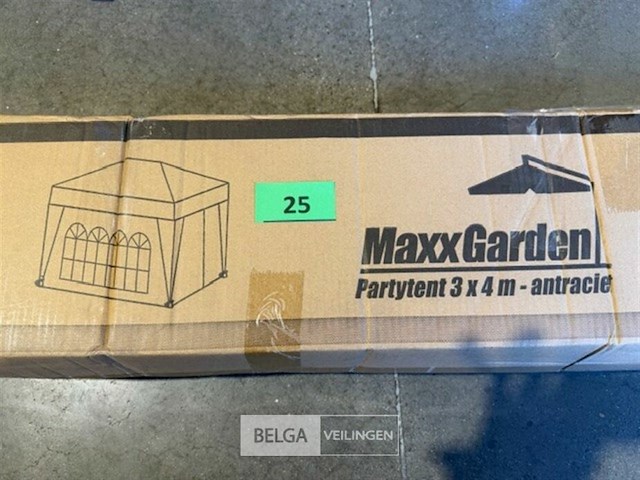 25
MaxxGarden
Partytent 3 x 4 m - antracie
BELGA VEILINGEN